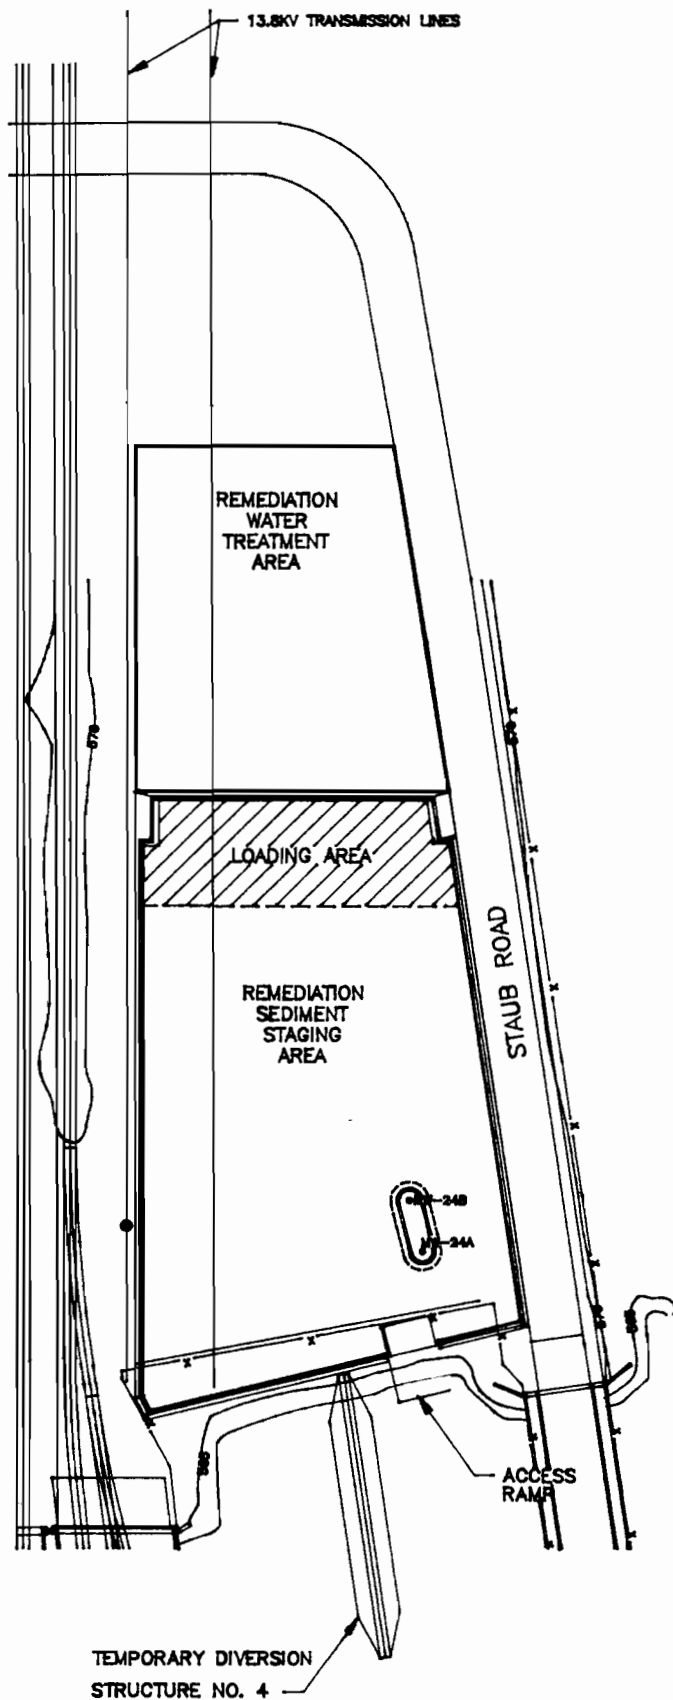 13.8KV TRANSMISSION LINES
REMEDIATION
WATER
TREATMENT
AREA
LOADING AREA
REMEDIATION
SEDIMENT
STAGING
AREA
STAUB ROAD
ACCESS
RAMP
TEMPORARY DIVERSION
STRUCTURE NO. 4